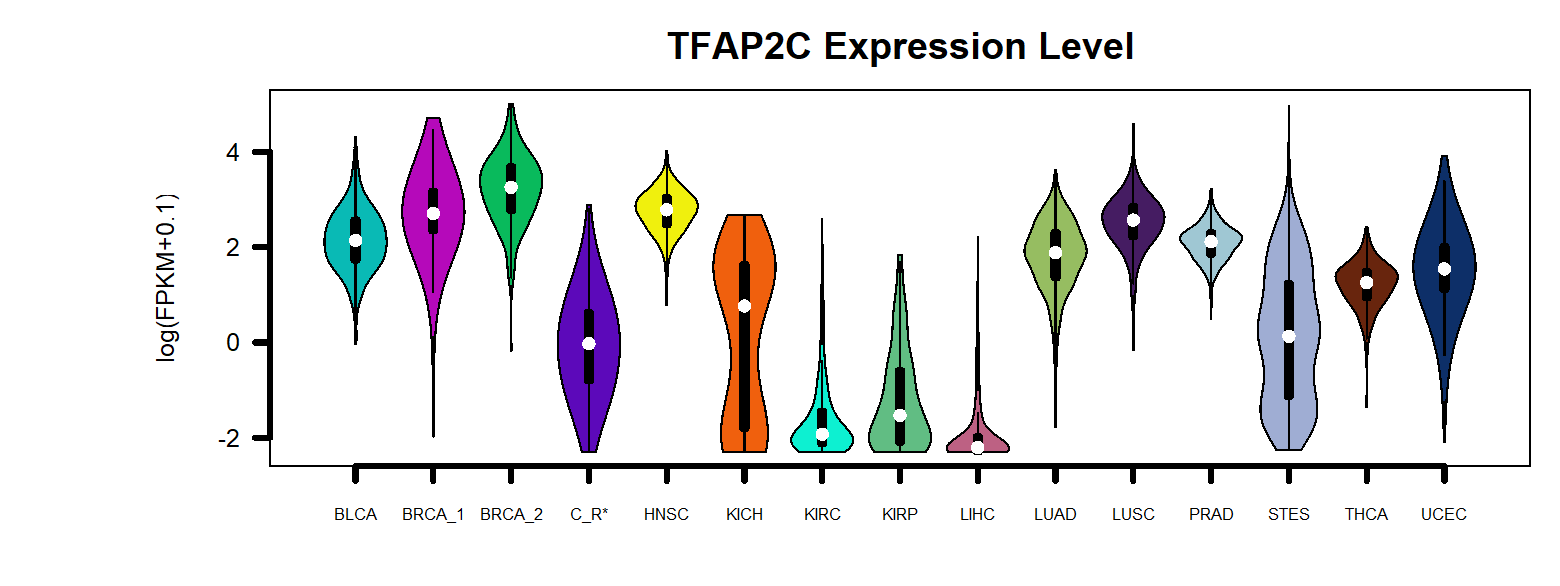 TFAP2C Expression Level
log(FPKM+0.1)
4
2
0
-2
BLCA BRCA_1 BRCA_2 C_R* HNSC KICH KIRC KIRP LIHC LUAD LUSC PRAD STES THCA UCEC